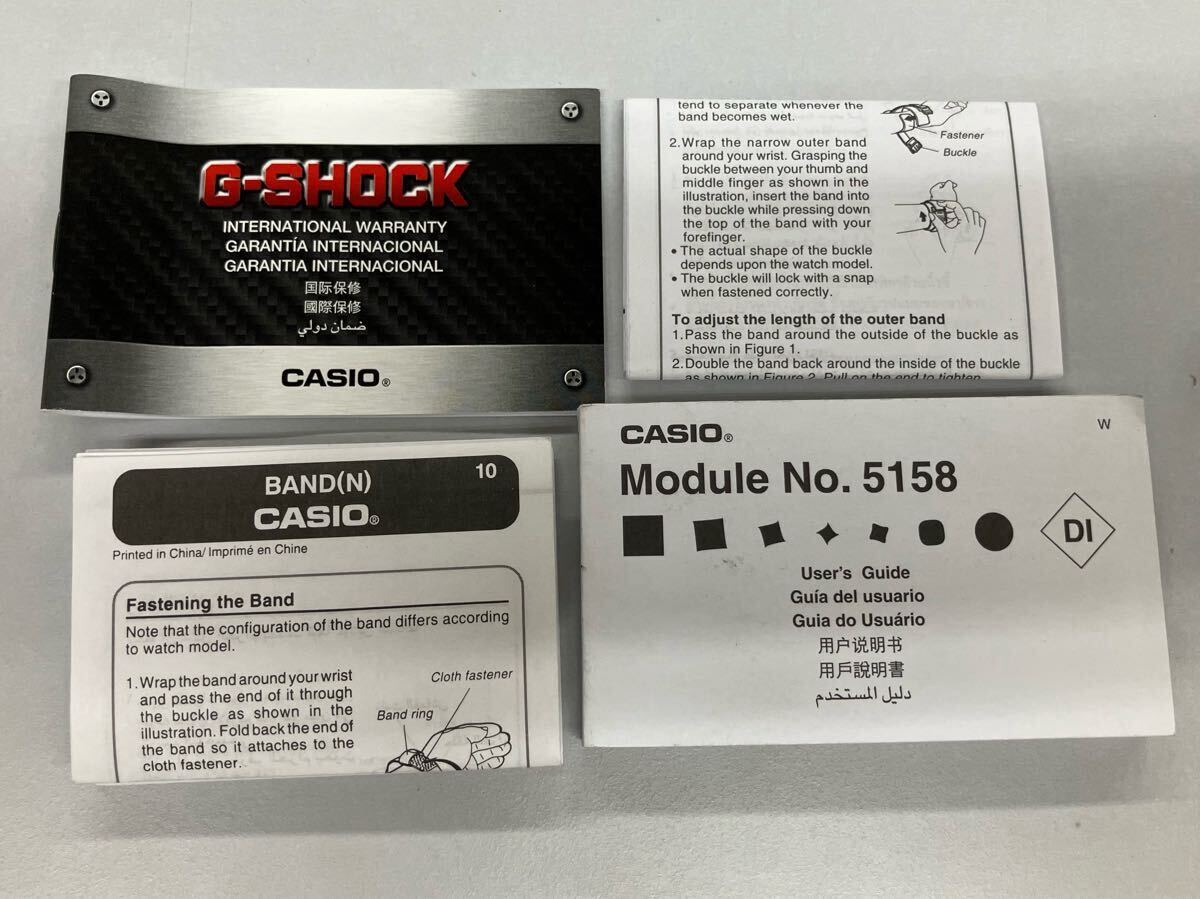 G-SHOCK
INTERNATIONAL WARRANTY
GARANTÍA INTERNACIONAL
GARANTIA INTERNACIONAL
国际保修
國際保修
ضمان دولي
CASIO®
tend to separate whenever the
band becomes wet.
Fastener
Buckle
2.Wrap the narrow outer band
around your wrist. Grasping the
buckle between your thumb and
middle finger as shown in the
illustration, insert the band into
the buckle while pressing down
the top of the band with your
forefinger.
• The actual shape of the buckle
depends upon the watch model.
• The buckle will lock with a snap
when fastened correctly.
To adjust the length of the outer band
1.Pass the band around the outside of the buckle as
shown in Figure 1.
2.Double the band back around the inside of the buckle
as shown in Figure 2. Pull on the end to tighten
BAND(N)
10
CASIO®
Printed in China/ Imprimé en Chine
Fastening the Band
Note that the configuration of the band differs according
to watch model.
1.Wrap the band around your wrist
and pass the end of it through
the buckle as shown in the
illustration. Fold back the end of
the band so it attaches to the
cloth fastener.
Cloth fastener
Band ring
CASIO®
W
Module No. 5158
DI
User's Guide
Guía del usuario
Guia do Usuário
用户说明书
用戶說明書
دليل المستخدم